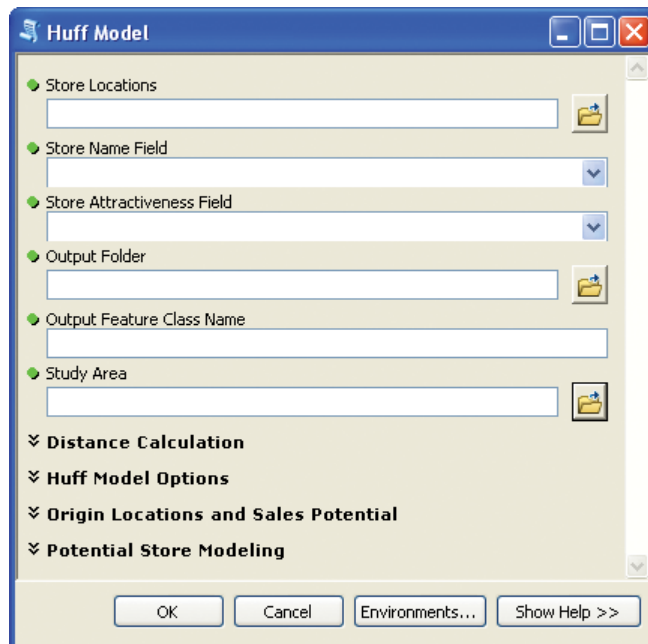 Huff Model
Store Locations
Store Name Field
Store Attractiveness Field
Output Folder
Output Feature Class Name
Study Area
Distance Calculation
Huff Model Options
Origin Locations and Sales Potential
Potential Store Modeling
OK Cancel Environments... Show Help >>